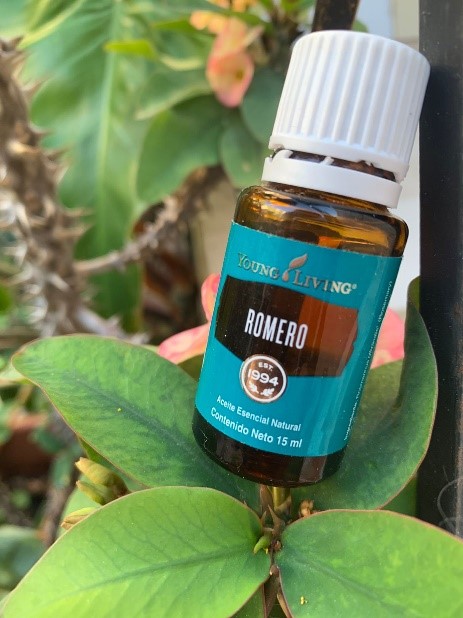 YOUNG LIVING®
ROMERO
EST.
1994
Aceite Esencial Natural
Contenido Neto 15 ml